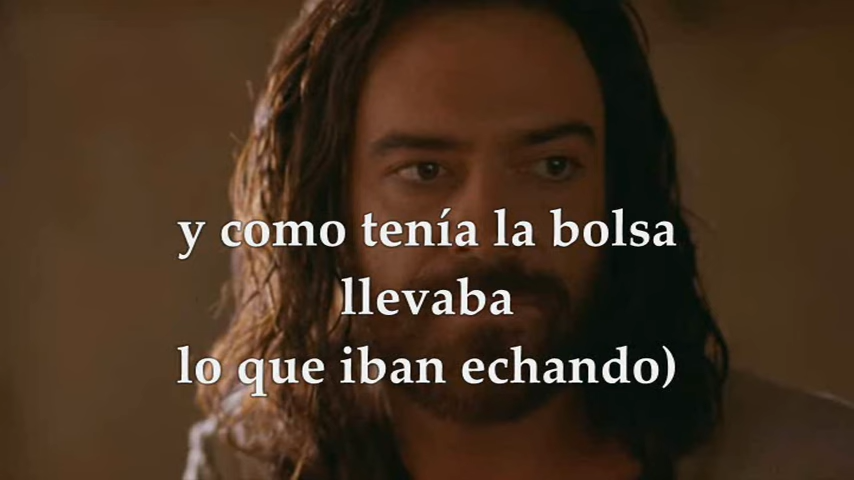 y como tenía la bolsa
llevaba
lo que iban echando)